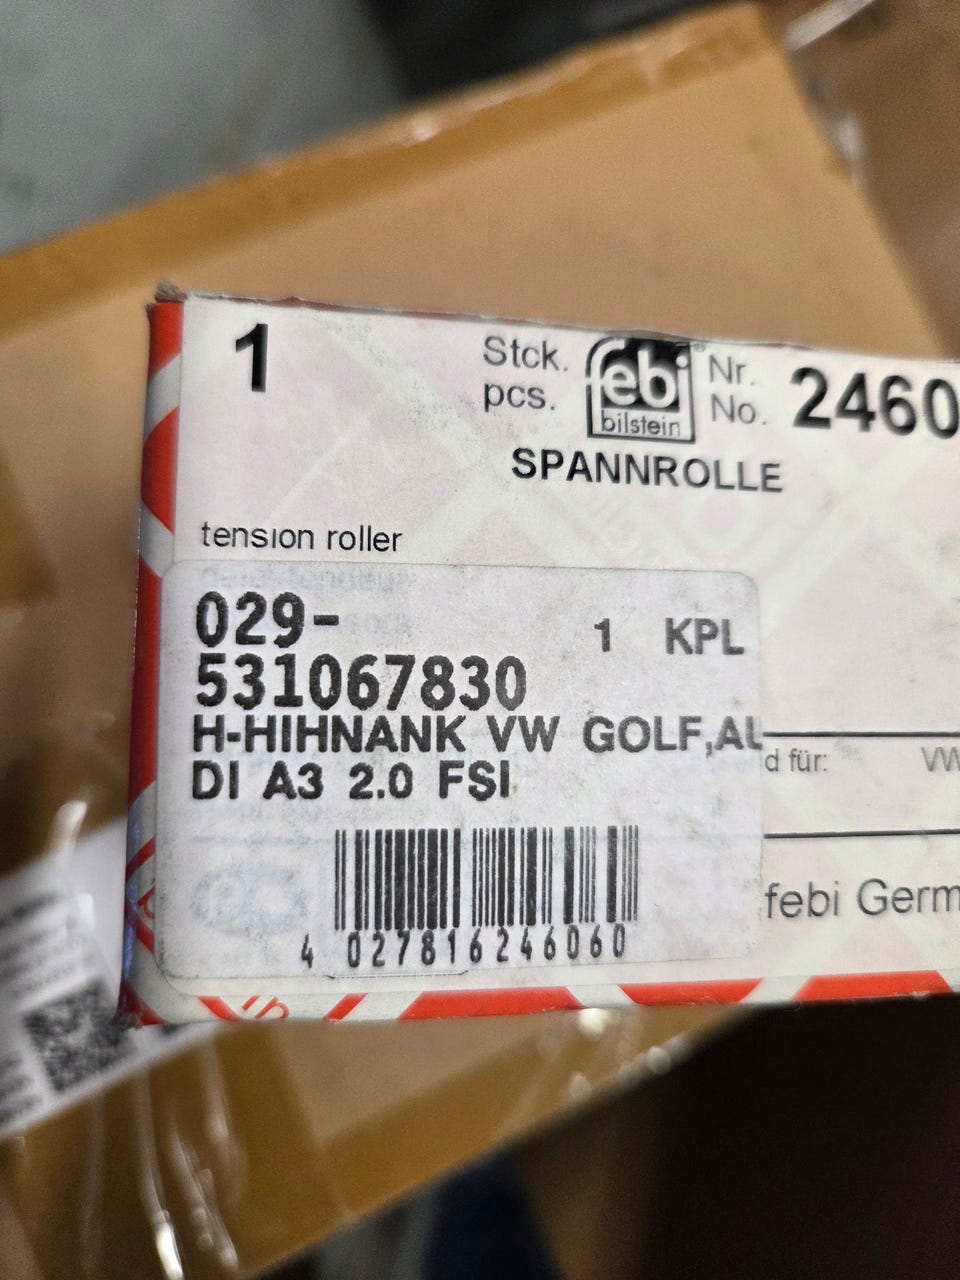 1
Stck.
pcs.
febi
bilstein
Nr.
No.
2460
SPANNROLLE
tension roller
029-
1 KPL
531067830
H-HIHNANK VW GOLF,AU
DI A3 2.0 FSI
d für: VW
febi Germ
4 027816 246060